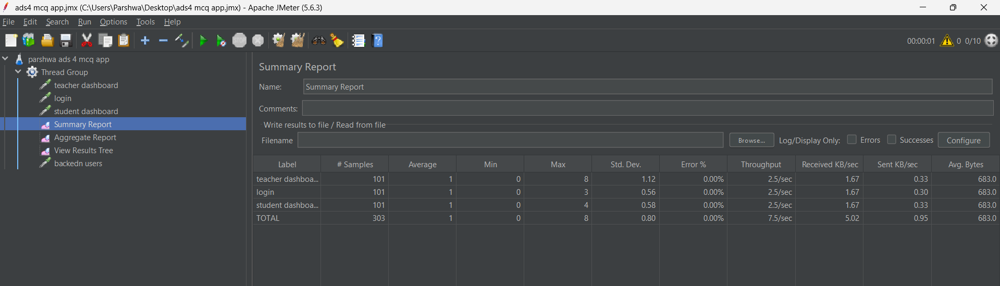 ads4 mcq app.jmx (C:\Users\Parshwa\Desktop\ads4 mcq app.jmx) - Apache JMeter (5.6.3)
File Edit Search Run Options Tools Help
STOP 00:00:01 0 0/10
parshwa ads 4 mcq app
Thread Group
teacher dashboard
login
student dashboard
Summary Report
Aggregate Report
View Results Tree
backedn users
Summary Report
Name: Summary Report
Comments:
Write results to file / Read from file
Filename Browse... Log/Display Only: Errors Successes Configure
Label # Samples Average Min Max Std. Dev. Error % Throughput Received KB/sec Sent KB/sec Avg. Bytes
teacher dashboa... 101 1 0 8 1.12 0.00% 2.5/sec 1.67 0.33 683.0
login 101 1 0 3 0.56 0.00% 2.5/sec 1.67 0.30 683.0
student dashboa... 101 1 0 4 0.58 0.00% 2.5/sec 1.67 0.33 683.0
TOTAL 303 1 0 8 0.80 0.00% 7.5/sec 5.02 0.95 683.0